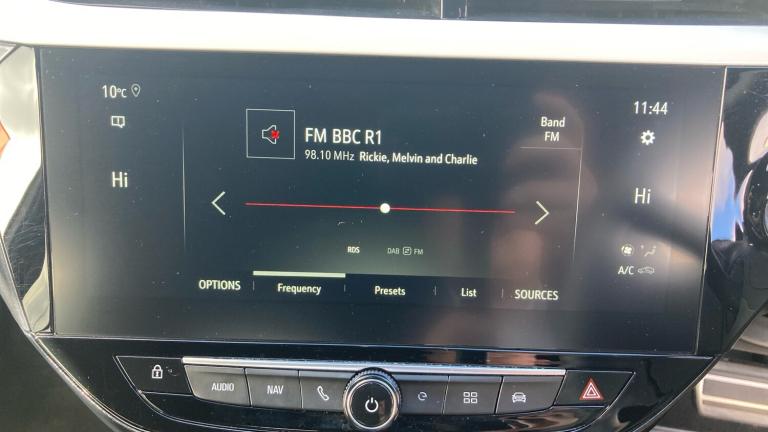 10°C
11:44
FM BBC R1
Band
FM
98.10 MHz Rickie, Melvin and Charlie
Hi
Hi
RDS
DAB FM
A/C
OPTIONS
Frequency
Presets
List
SOURCES
AUDIO
NAV